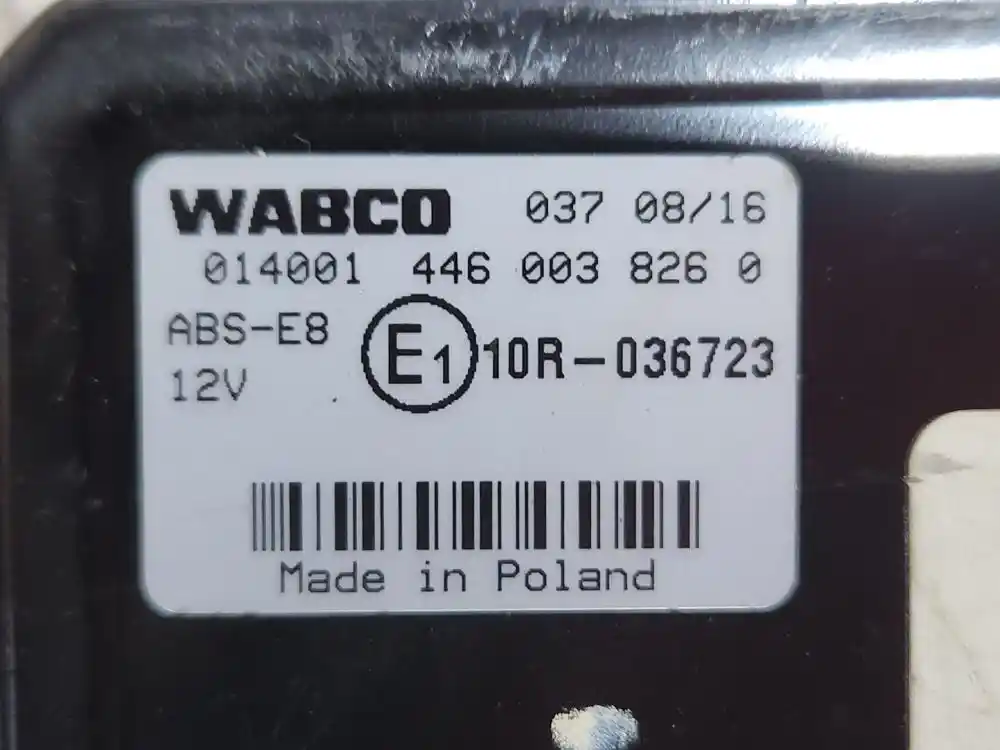 WABCO 037 08/16
014001 446 003 826 0
ABS-E8 E1 10R-036723
12V
Made in Poland